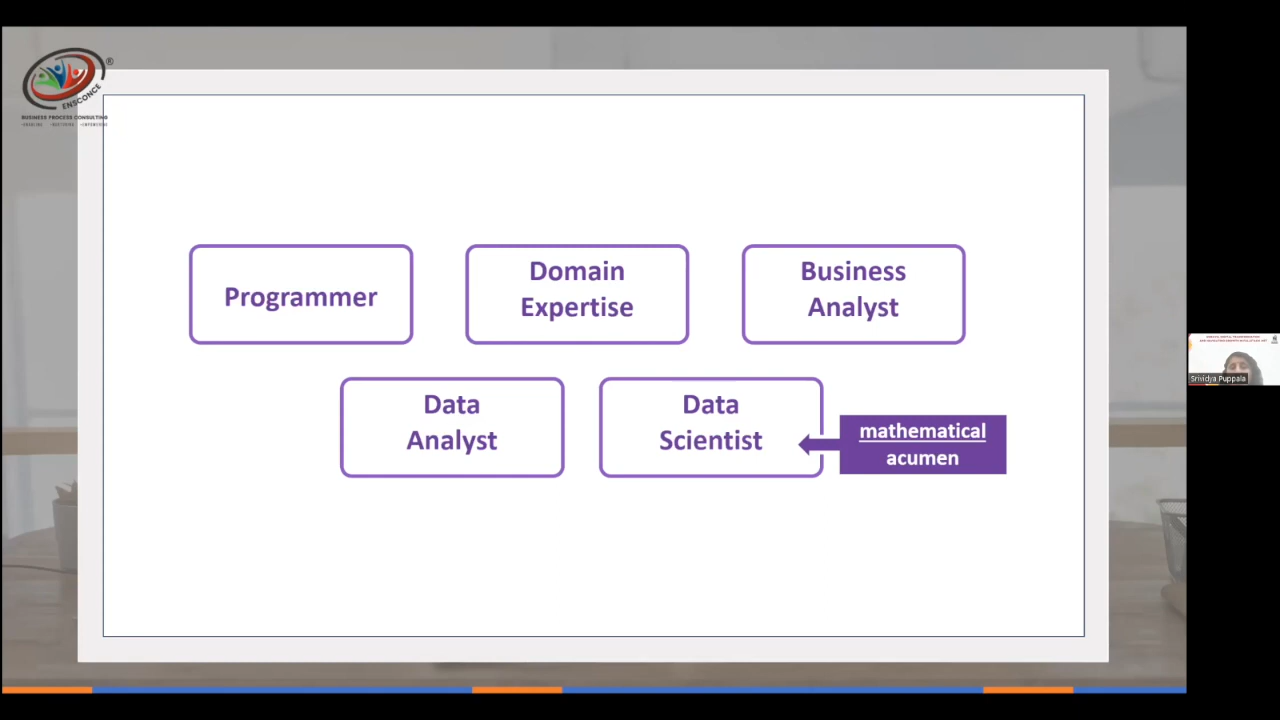 ENSCONCE
®
BUSINESS PROCESS CONSULTING
Programmer
Domain
Expertise
Business
Analyst
Data
Analyst
Data
Scientist
mathematical
acumen
Srividya Puppala